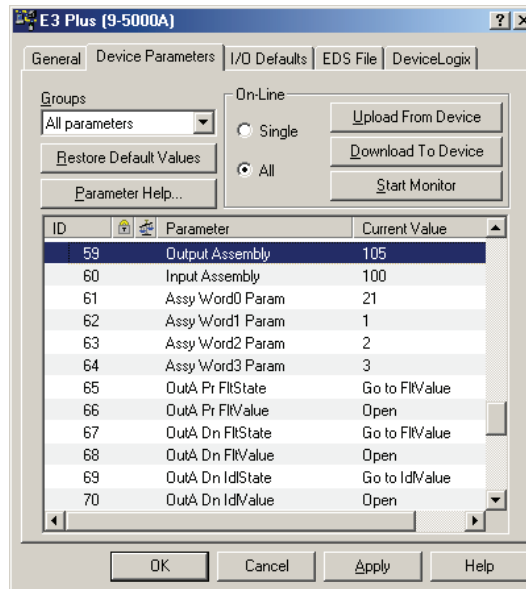 E3 Plus (9-5000A)
General Device Parameters I/O Defaults EDS File DeviceLogix
Groups
All parameters
Restore Default Values
Parameter Help...
On-Line
Single
All
Upload From Device
Download To Device
Start Monitor
ID Parameter Current Value
59 Output Assembly 105
60 Input Assembly 100
61 Assy Word0 Param 21
62 Assy Word1 Param 1
63 Assy Word2 Param 2
64 Assy Word3 Param 3
65 OutA Pr FltState Go to FltValue
66 OutA Pr FltValue Open
67 OutA Dn FltState Go to FltValue
68 OutA Dn FltValue Open
69 OutA Dn IdlState Go to IdlValue
70 OutA Dn IdlValue Open
OK Cancel Apply Help